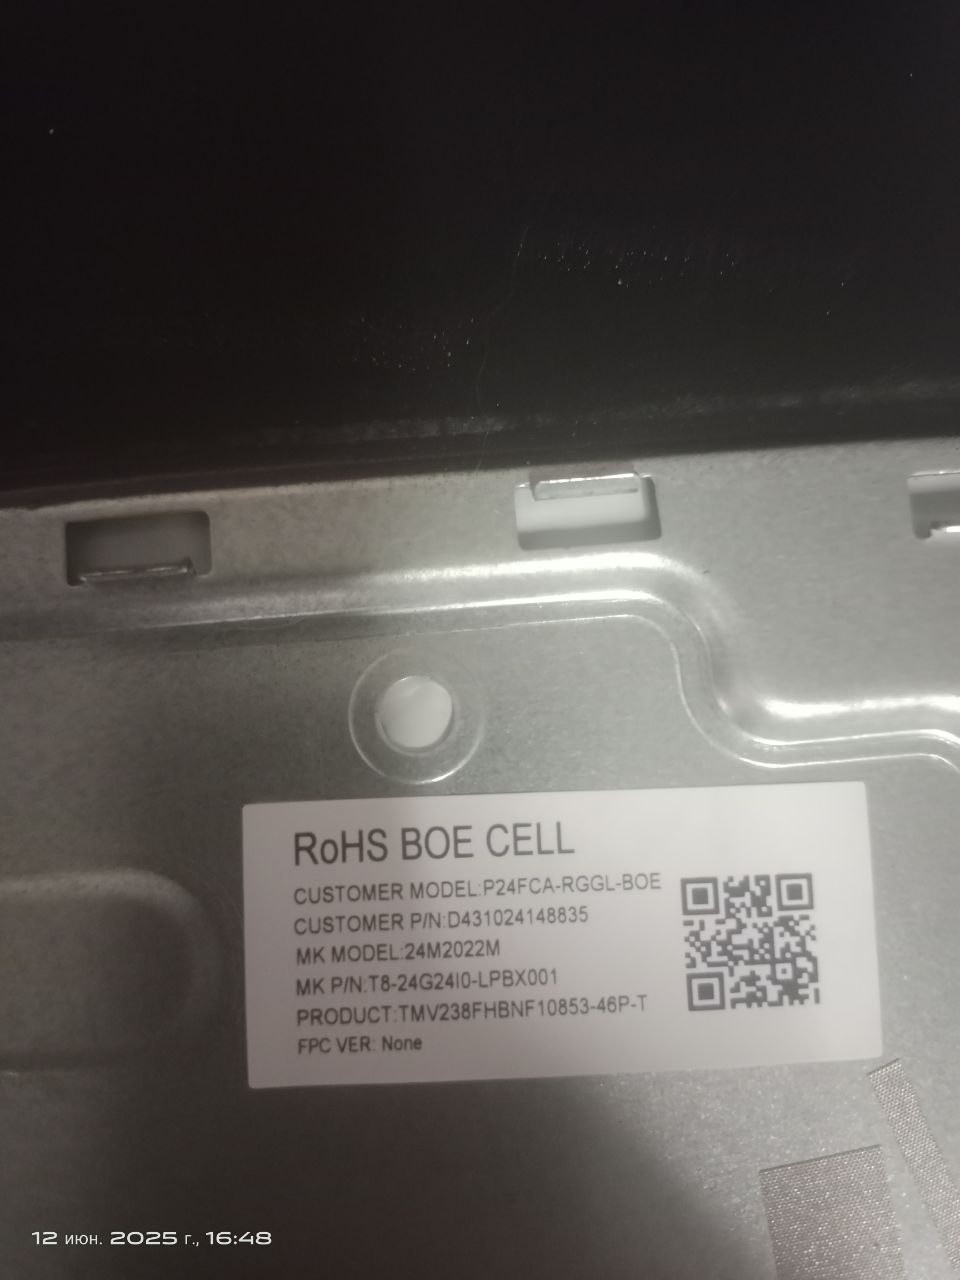 RoHS BOE CELL
CUSTOMER MODEL:P24FCA-RGGL-BOE
CUSTOMER P/N:D431024148835
MK MODEL:24M2022M
MK P/N:T8-24G24I0-LPBX001
PRODUCT:TMV238FHBNF10853-46P-T
FPC VER: None
12 июн. 2025 г., 16:48